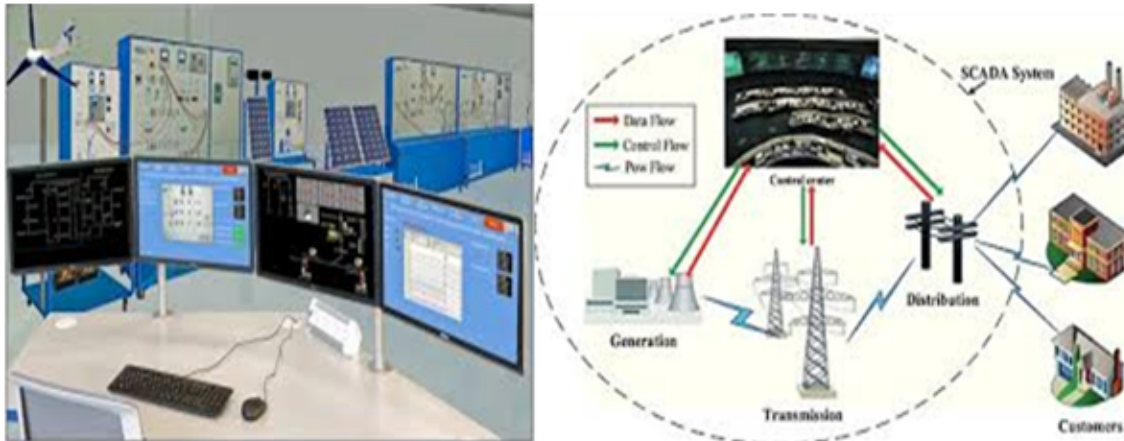 SCADA System
Data Flow
Control Flow
Pow Flow
Control center
Generation
Transmission
Distribution
Customers